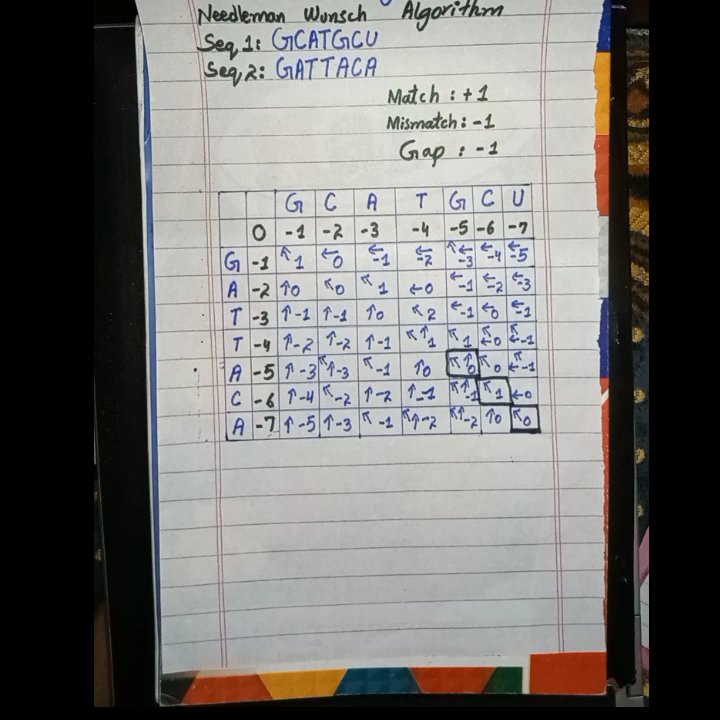 Needleman Wunsch Algorithm
Seq 1: GCATGCU
Seq 2: GATTACA
Match : +1
Mismatch : -1
Gap : -1
G C A T G C U
0 -1 -2 -3 -4 -5 -6 -7
G -1 ↖1 ←0 ←-1 ←-2 ↖←-3 ←-4 ←-5
A -2 ↑0 ↖0 ↖1 ←0 ←-1 ←-2 ←-3
T -3 ↑-1 ↑-1 ↑0 ↖2 ←-1 ←0 ←-1
T -4 ↑-2 ↑-2 ↑-1 ↖↑1 ↖1 ↖←0 ↖←-1
A -5 ↑-3 ↖↑-3 ↖-1 ↑0 ↖↑0 ↖0 ↖←-1
C -6 ↑-4 ↖-2 ↑-2 ↑-1 ↖↑-1 ↖1 ←0
A -7 ↑-5 ↑-3 ↖-1 ↖↑-2 ↖↑-2 ↑0 ↖0